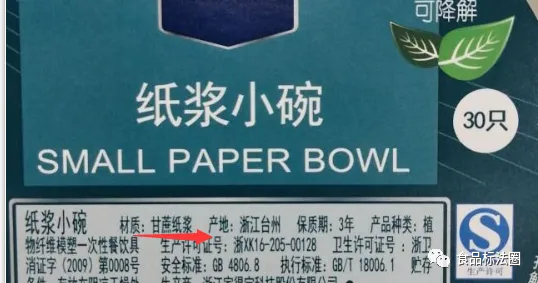 可降解
纸浆小碗
30只
SMALL PAPER BOWL
纸浆小碗 材质: 甘蔗纸浆 产地: 浙江台州 保质期: 3年 产品种类: 植
物纤维模塑一次性餐饮具 生产许可证号: 浙XK16-205-00128 卫生许可证号: 浙卫
消证字(2009)第0008号 安全标准: GB 4806.8 执行标准: GB/T 18006.1 贮存
生产许可
食品标法圈